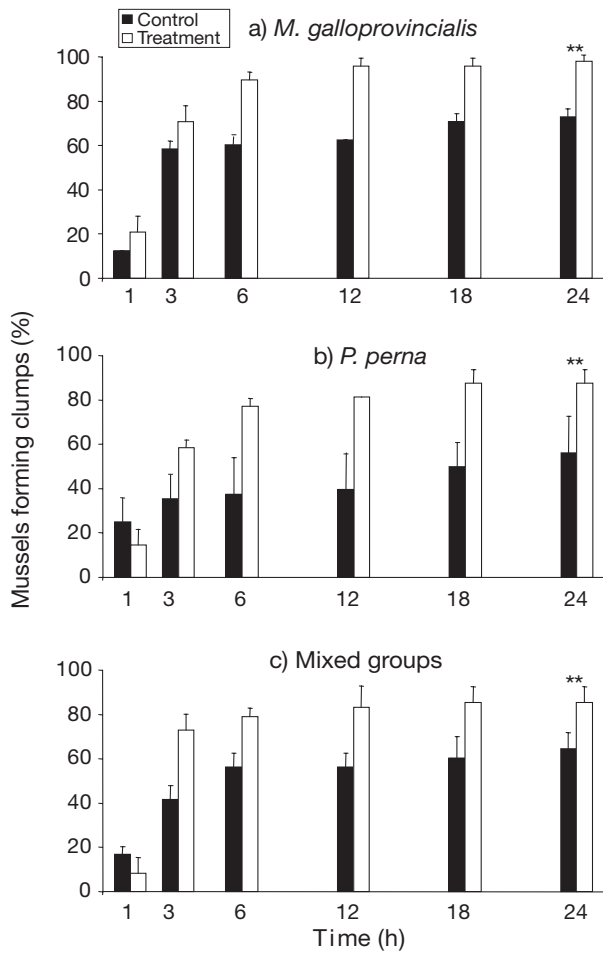 Control
Treatment
a) M. galloprovincialis
**
100
80
60
40
20
0
1 3 6 12 18 24
b) P. perna
**
100
80
60
40
20
0
1 3 6 12 18 24
c) Mixed groups
**
100
80
60
40
20
0
1 3 6 12 18 24
Mussels forming clumps (%)
Time (h)